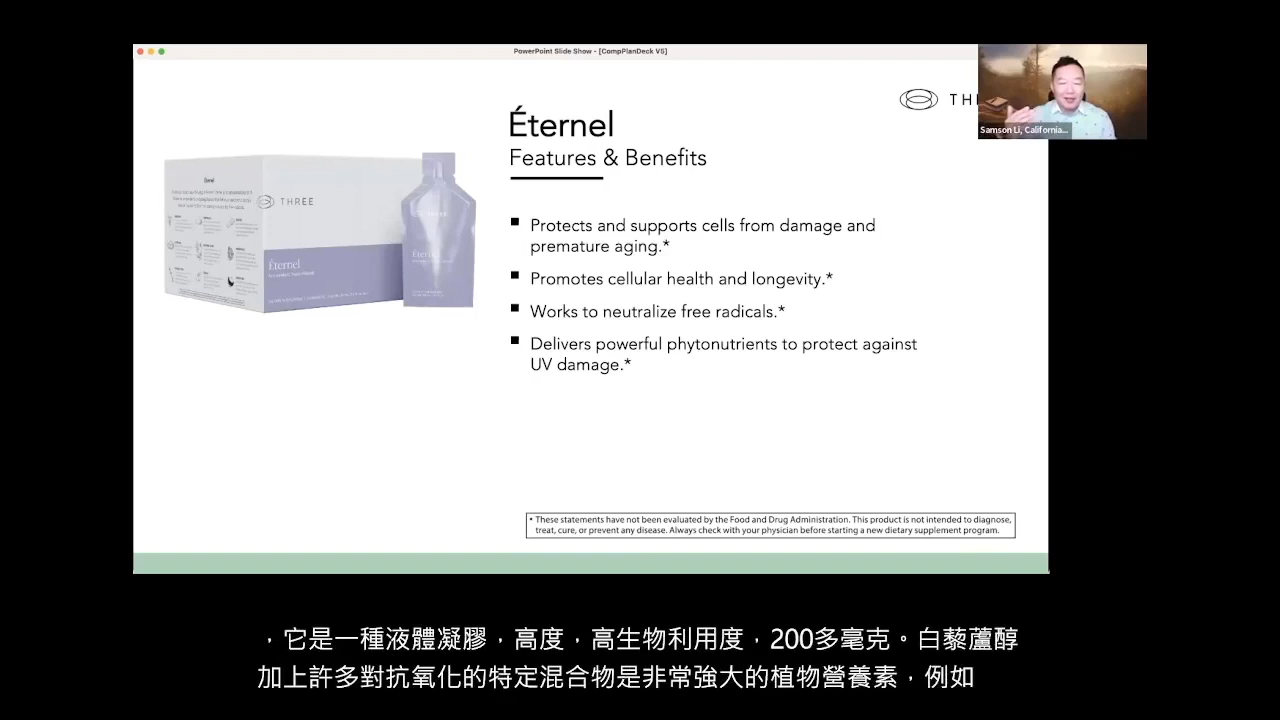 PowerPoint Slide Show - [CompPlanDeck V5]
TH
Samson Li, California...
Éternel
Features & Benefits
Éternel
THREE
Éternel
Éternel
▪ Protects and supports cells from damage and
premature aging.*
▪ Promotes cellular health and longevity.*
▪ Works to neutralize free radicals.*
▪ Delivers powerful phytonutrients to protect against
UV damage.*
* These statements have not been evaluated by the Food and Drug Administration. This product is not intended to diagnose,
treat, cure, or prevent any disease. Always check with your physician before starting a new dietary supplement program.
，它是一種液體凝膠，高度，高生物利用度，200多毫克。白藜蘆醇
加上許多對抗氧化的特定混合物是非常強大的植物營養素，例如